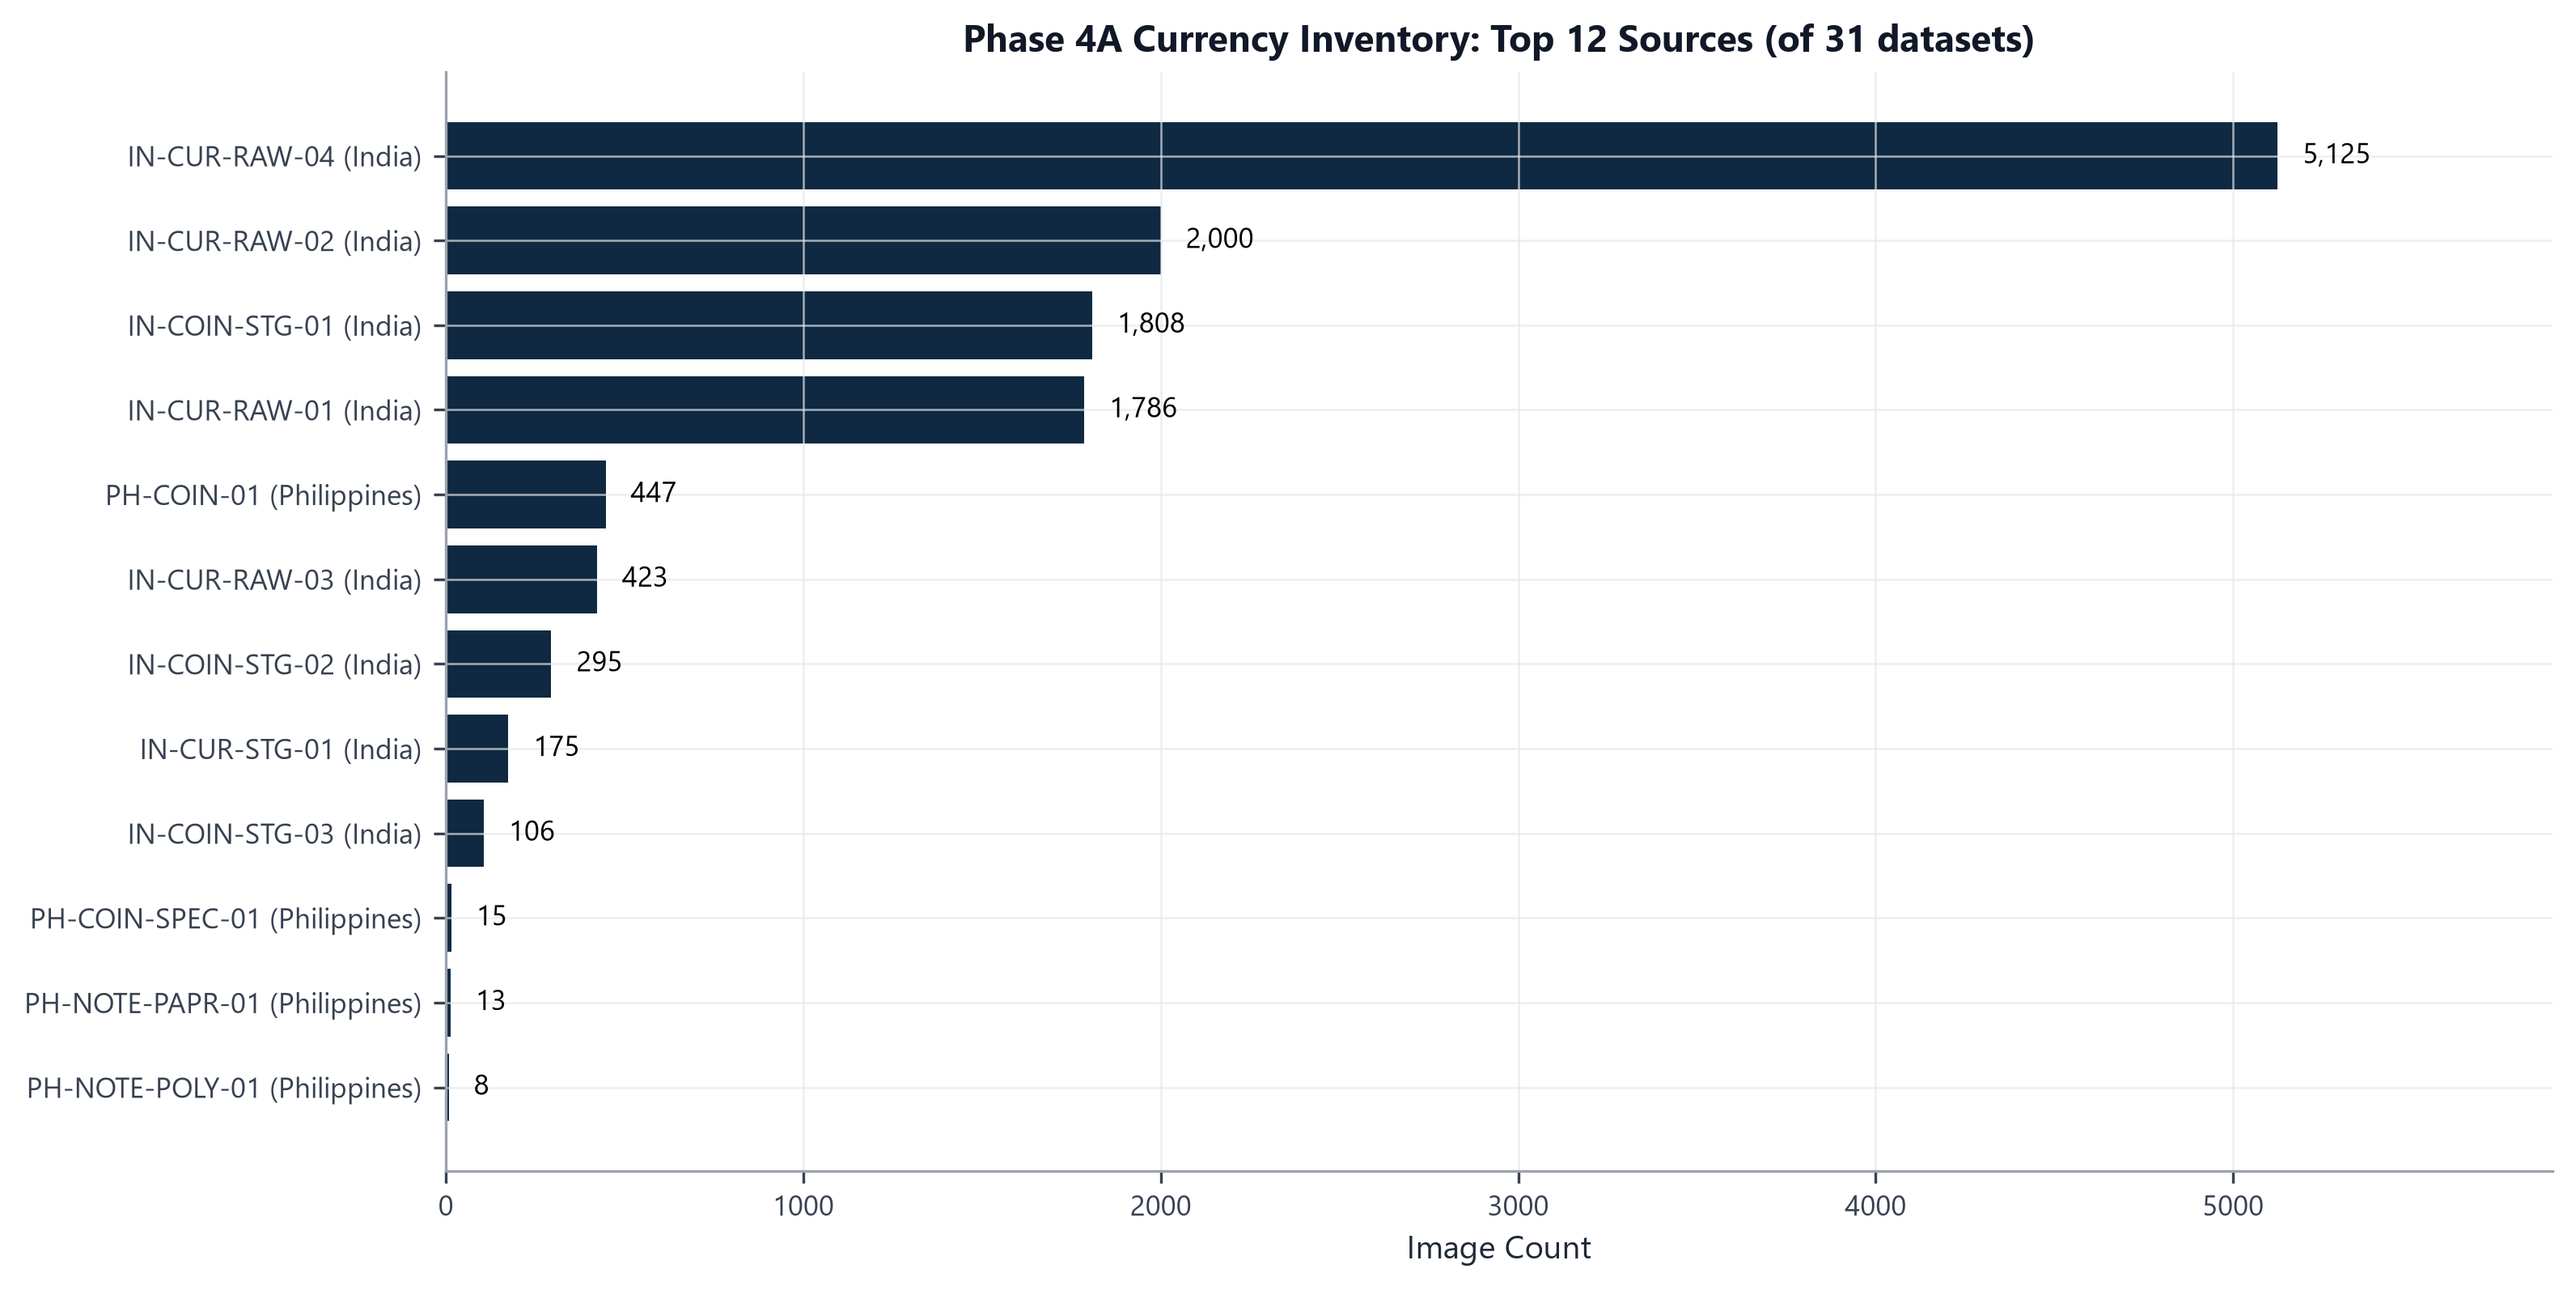 Phase 4A Currency Inventory: Top 12 Sources (of 31 datasets)
IN-CUR-RAW-04 (India) 5,125
IN-CUR-RAW-02 (India) 2,000
IN-COIN-STG-01 (India) 1,808
IN-CUR-RAW-01 (India) 1,786
PH-COIN-01 (Philippines) 447
IN-CUR-RAW-03 (India) 423
IN-COIN-STG-02 (India) 295
IN-CUR-STG-01 (India) 175
IN-COIN-STG-03 (India) 106
PH-COIN-SPEC-01 (Philippines) 15
PH-NOTE-PAPR-01 (Philippines) 13
PH-NOTE-POLY-01 (Philippines) 8
0 1000 2000 3000 4000 5000
Image Count